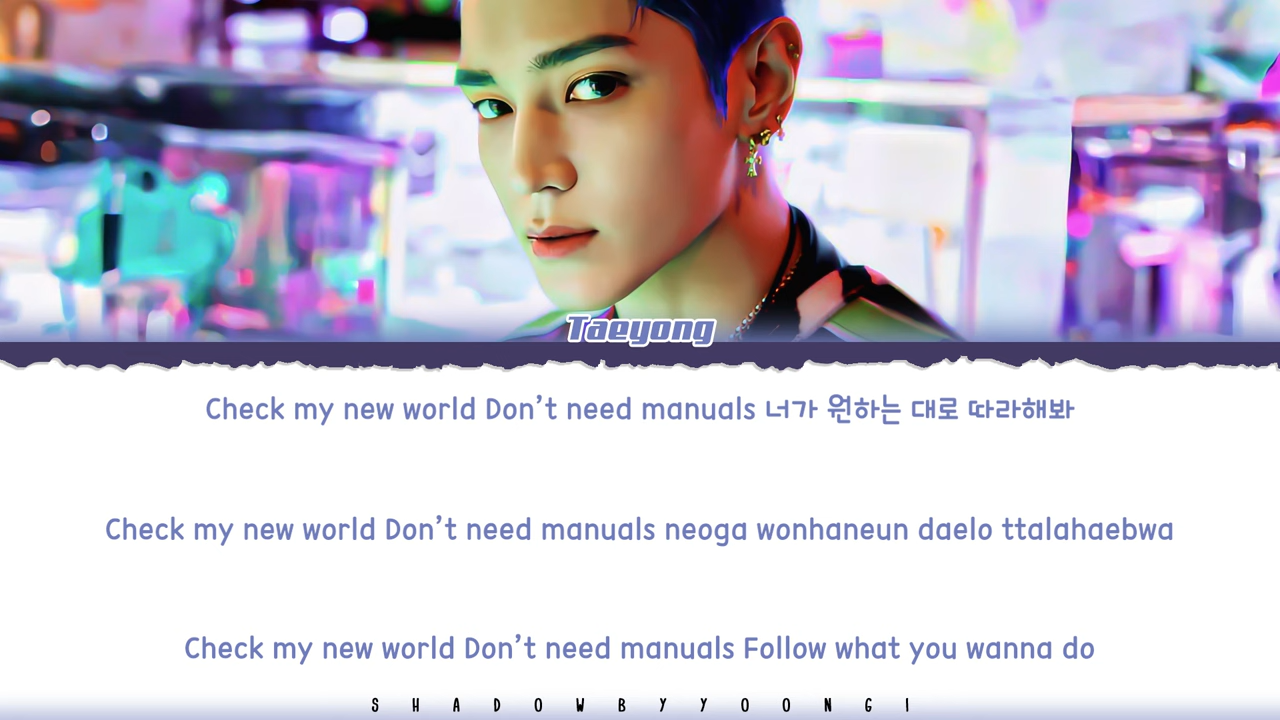 Taeyong
Check my new world Don't need manuals 너가 원하는 대로 따라해봐
Check my new world Don't need manuals neoga wonhaneun daelo ttalahaebwa
Check my new world Don't need manuals Follow what you wanna do
SHADOWBYYOONGI